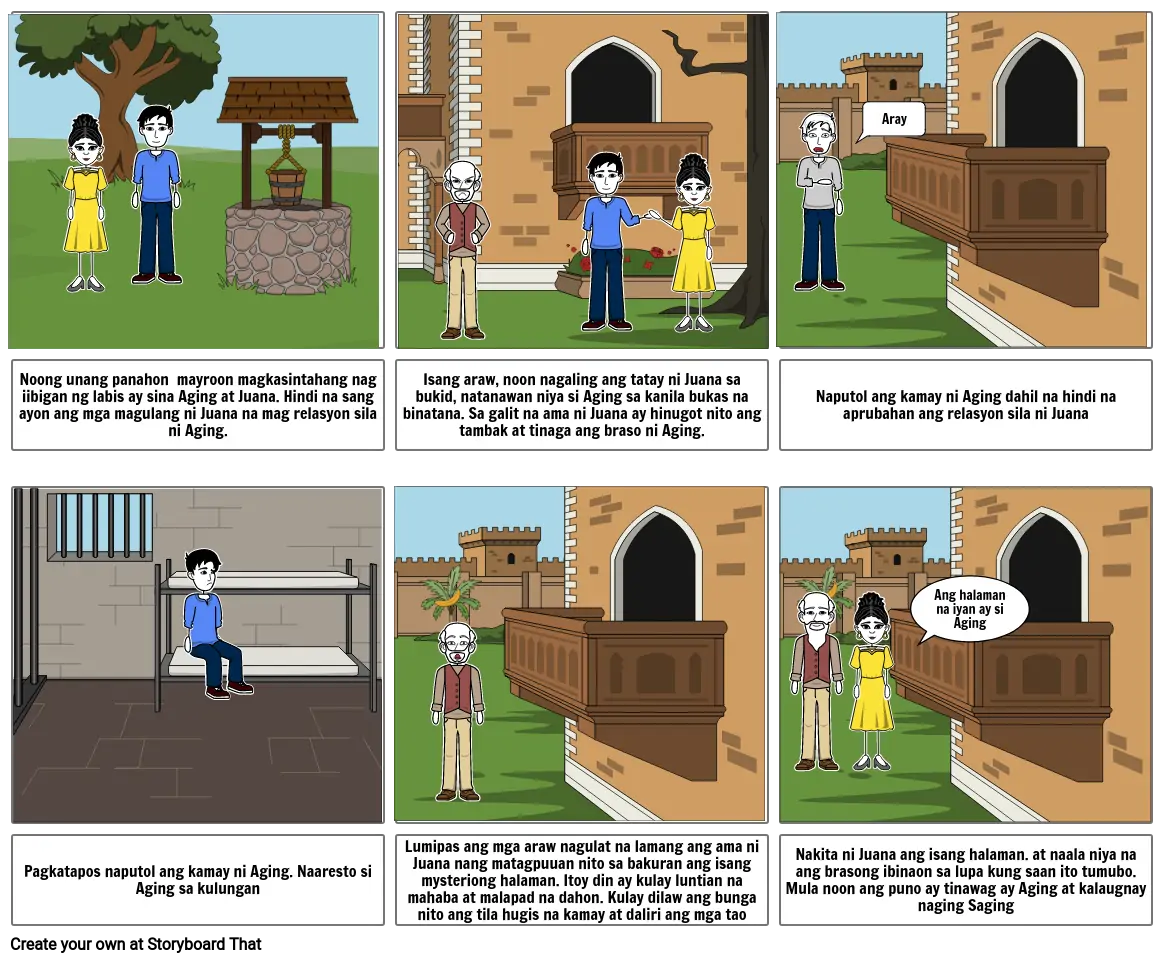 Aray
Noong unang panahon  mayroon magkasintahang nag
iibigan ng labis ay sina Aging at Juana. Hindi na sang
ayon ang mga magulang ni Juana na mag relasyon sila
ni Aging.
Isang araw, noon nagaling ang tatay ni Juana sa
bukid, natanawan niya si Aging sa kanila bukas na
binatana. Sa galit na ama ni Juana ay hinugot nito ang
tambak at tinaga ang braso ni Aging.
Naputol ang kamay ni Aging dahil na hindi na
aprubahan ang relasyon sila ni Juana
Ang halaman
na iyan ay si
Aging
Pagkatapos naputol ang kamay ni Aging. Naaresto si
Aging sa kulungan
Lumipas ang mga araw nagulat na lamang ang ama ni
Juana nang matagpuuan nito sa bakuran ang isang
mysteriong halaman. Itoy din ay kulay luntian na
mahaba at malapad na dahon. Kulay dilaw ang bunga
nito ang tila hugis na kamay at daliri ang mga tao
Nakita ni Juana ang isang halaman. at naala niya na
ang brasong ibinaon sa lupa kung saan ito tumubo.
Mula noon ang puno ay tinawag ay Aging at kalaugnay
naging Saging
Create your own at Storyboard That